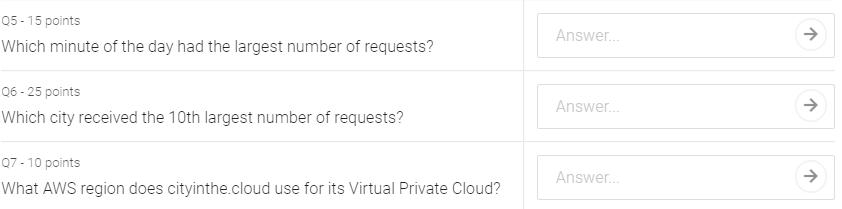 Q5 - 15 points
Which minute of the day had the largest number of requests?
Answer...
Q6 - 25 points
Which city received the 10th largest number of requests?
Answer...
Q7 - 10 points
What AWS region does cityinthe.cloud use for its Virtual Private Cloud?
Answer...